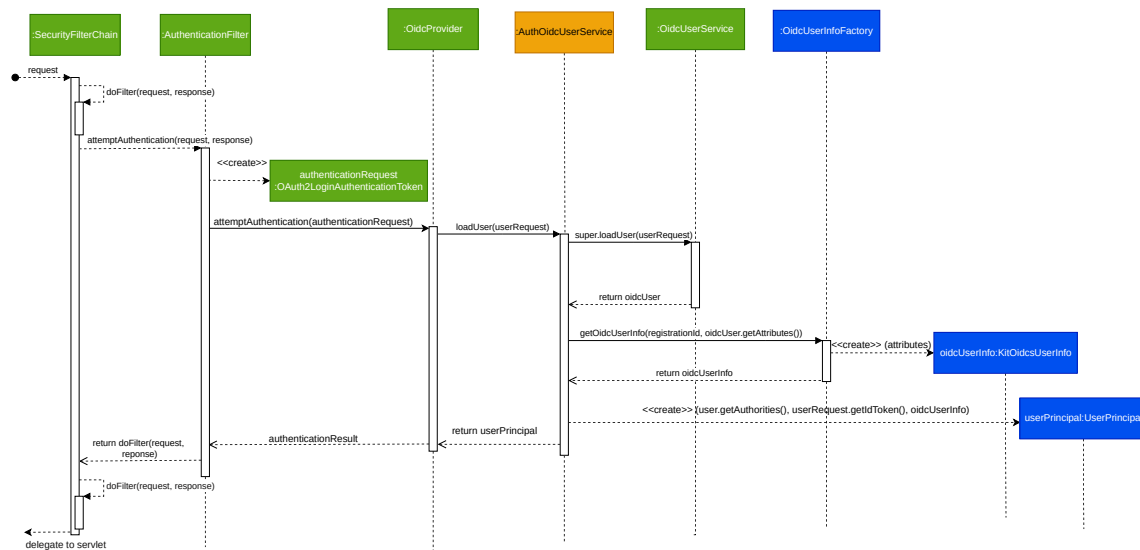 :SecurityFilterChain
:AuthenticationFilter
:OidcProvider
:AuthOidcUserService
:OidcUserService
:OidcUserInfoFactory
request
doFilter(request, response)
attemptAuthentication(request, response)
<<create>>
authenticationRequest
:OAuth2LoginAuthenticationToken
attemptAuthentication(authenticationRequest)
loadUser(userRequest)
super.loadUser(userRequest)
return oidcUser
getOidcUserInfo(registrationId, oidcUser.getAttributes())
<<create>> (attributes)
oidcUserInfo:KitOidcsUserInfo
return oidcUserInfo
<<create>> (user.getAuthorities(), userRequest.getIdToken(), oidcUserInfo)
userPrincipal:UserPrincipal
return userPrincipal
authenticationResult
return doFilter(request,
reponse)
doFilter(request, response)
delegate to servlet